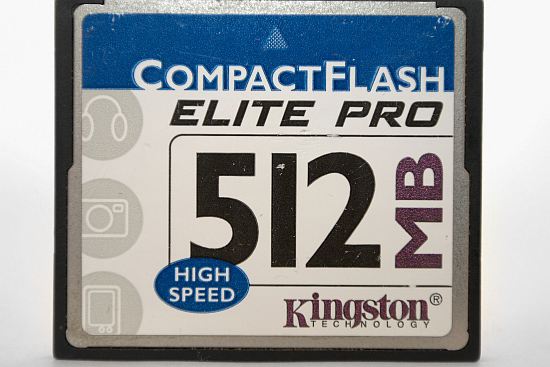 COMPACTFLASH
ELITE PRO
512 MB
HIGH
SPEED
Kingston®
TECHNOLOGY